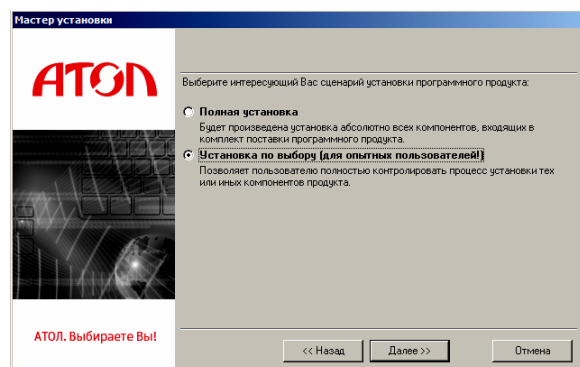 Мастер установки
АТОЛ
Выберите интересующий Вас сценарий установки программного продукта:
Полная установка
Будет произведена установка абсолютно всех компонентов, входящих в
комплект поставки программного продукта.
Установка по выбору (для опытных пользователей!)
Позволяет пользователю полностью контролировать процесс установки тех
или иных компонентов продукта.
АТОЛ. Выбираете Вы!
<< Назад
Далее >>
Отмена